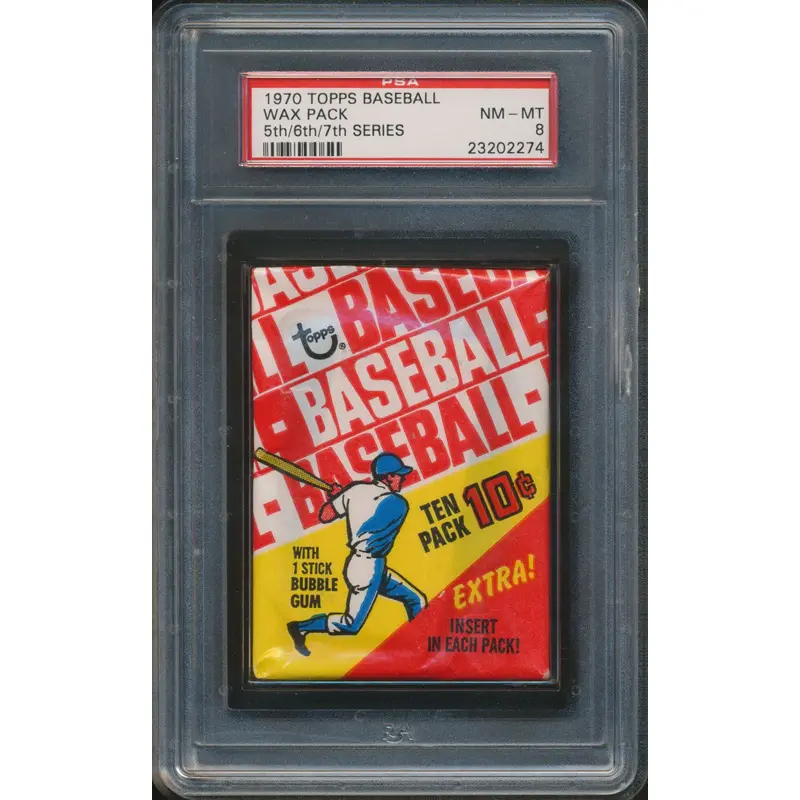 PSA
1970 TOPPS BASEBALL
WAX PACK
5th/6th/7th SERIES
NM-MT
8
23202274
BASEBALL
topps®
BASEBALL-
BASEBALL-
TEN
PACK
10¢
WITH
1 STICK
BUBBLE
GUM
EXTRA!
INSERT
IN EACH PACK!